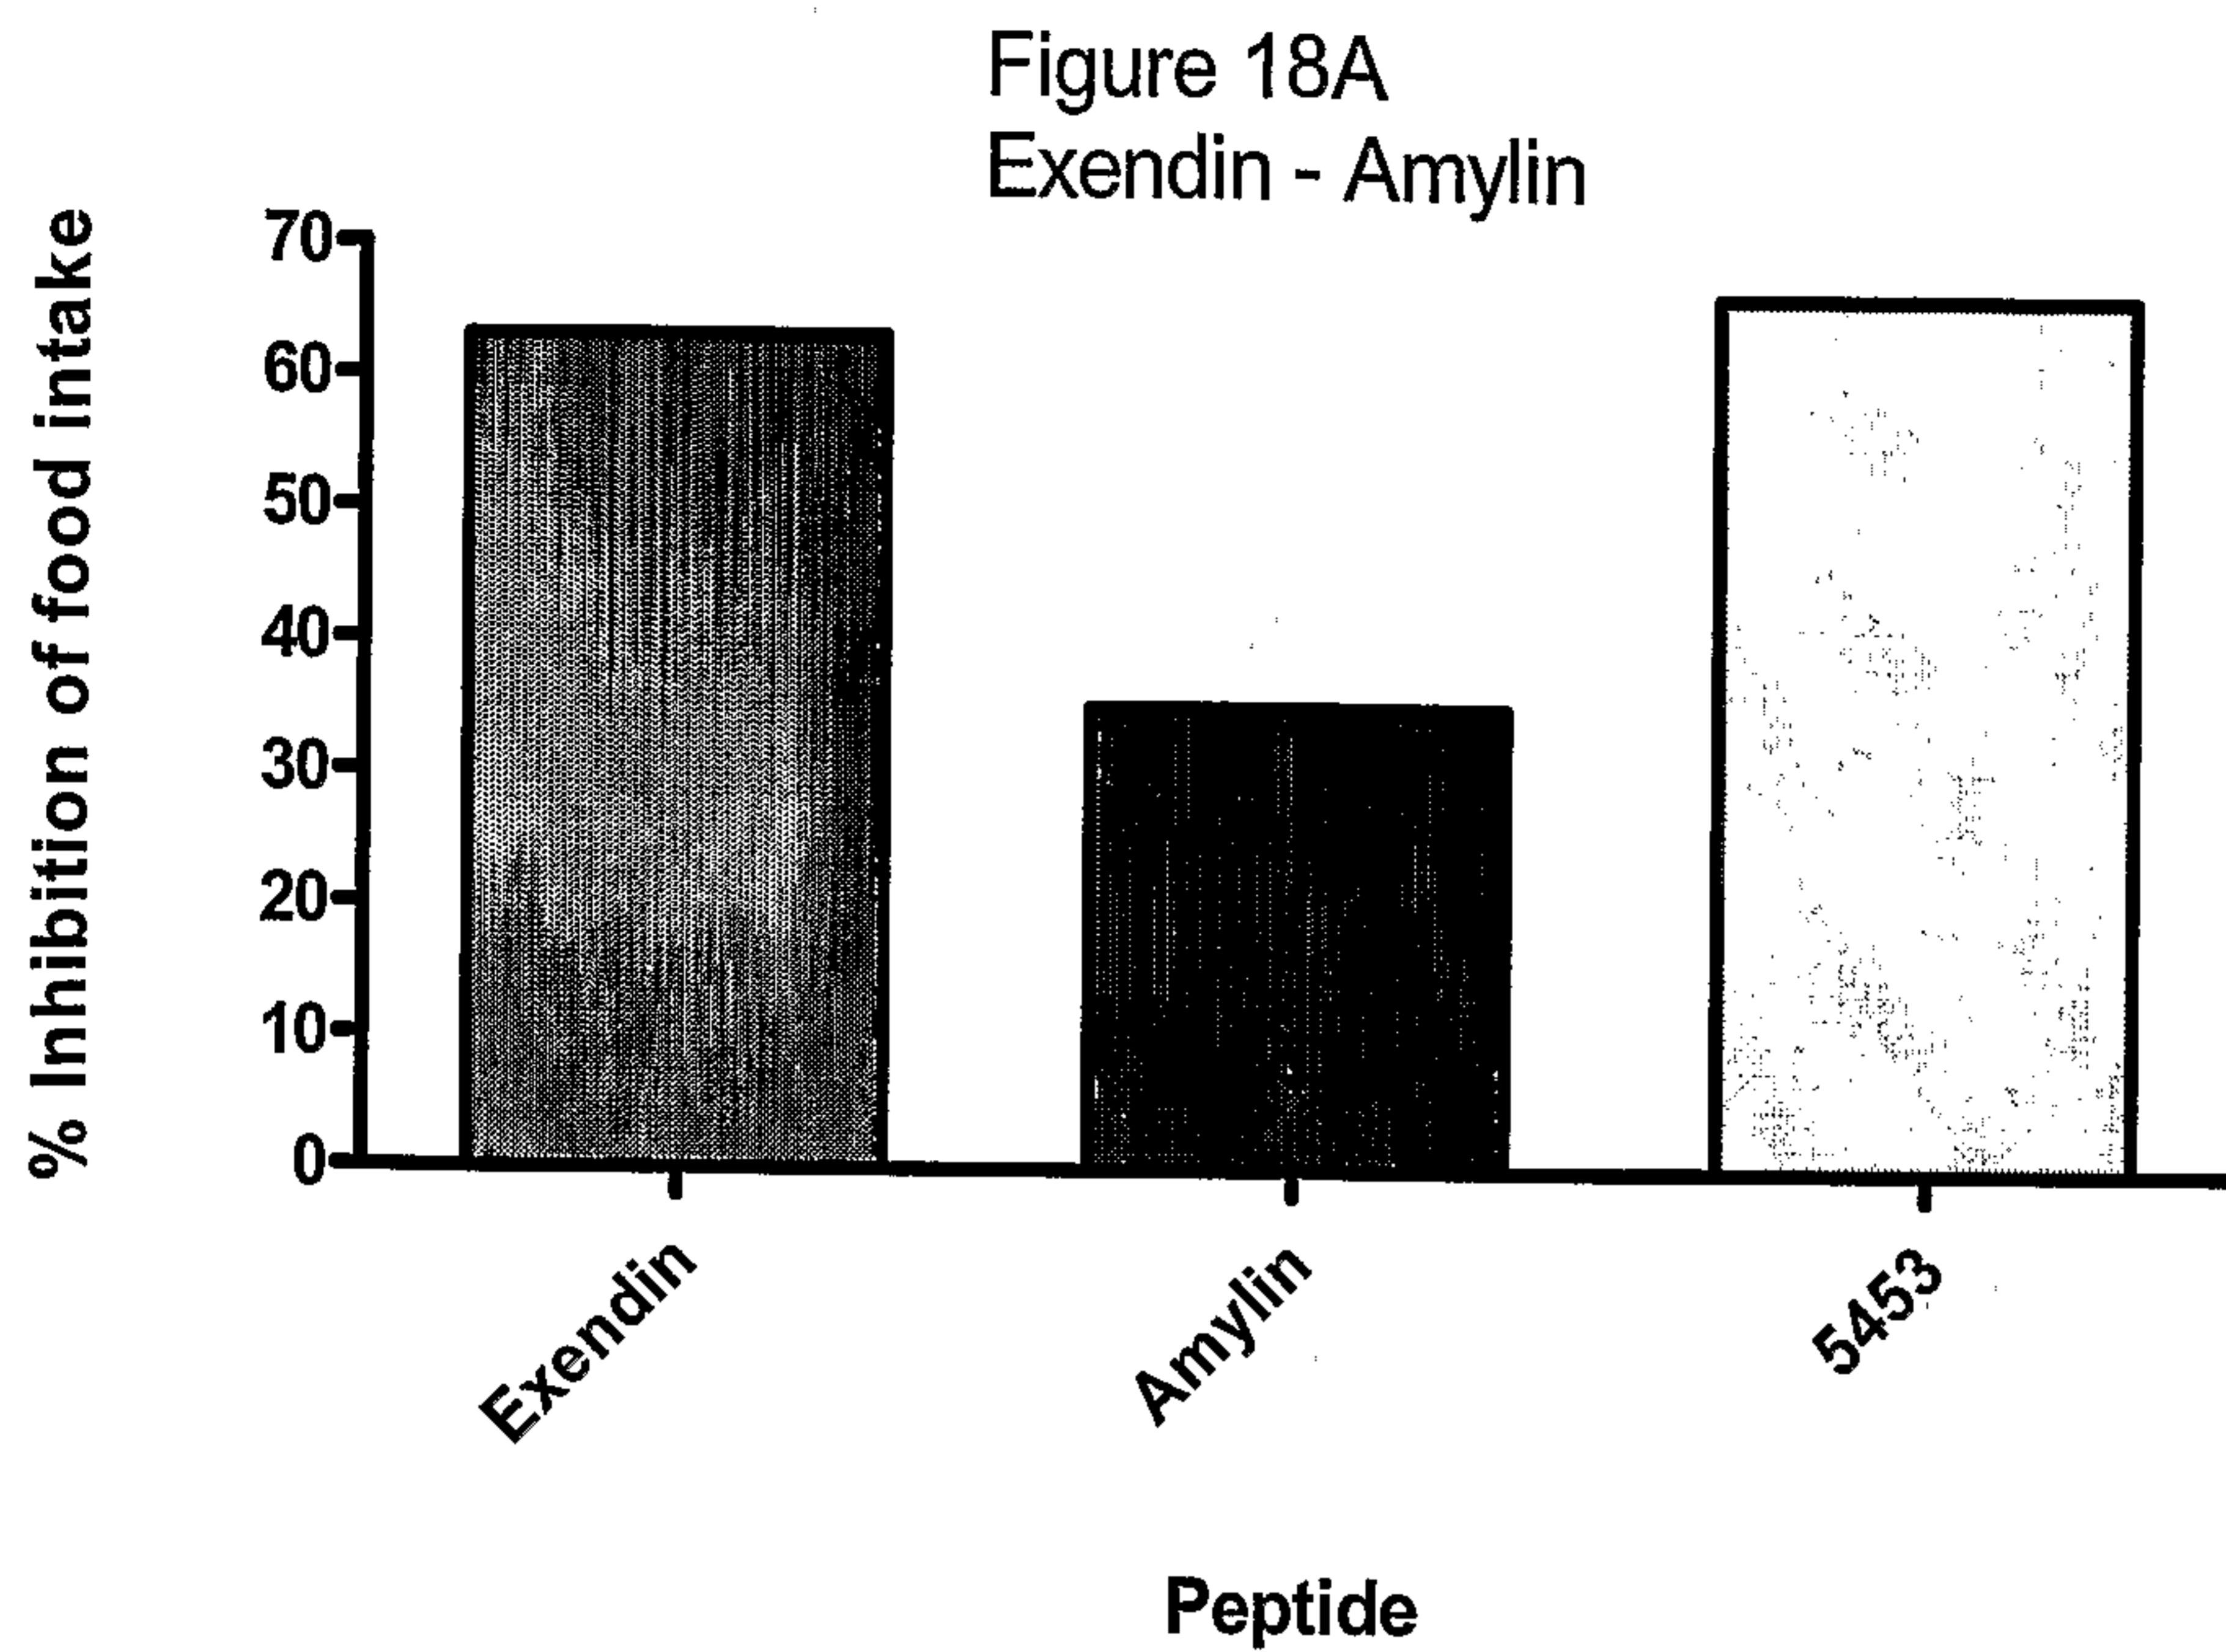 Figure 18A
Exendin - Amylin
% Inhibition of food intake
70
60
50
40
30
20
10
0
Exendin
Amylin
5453
Peptide